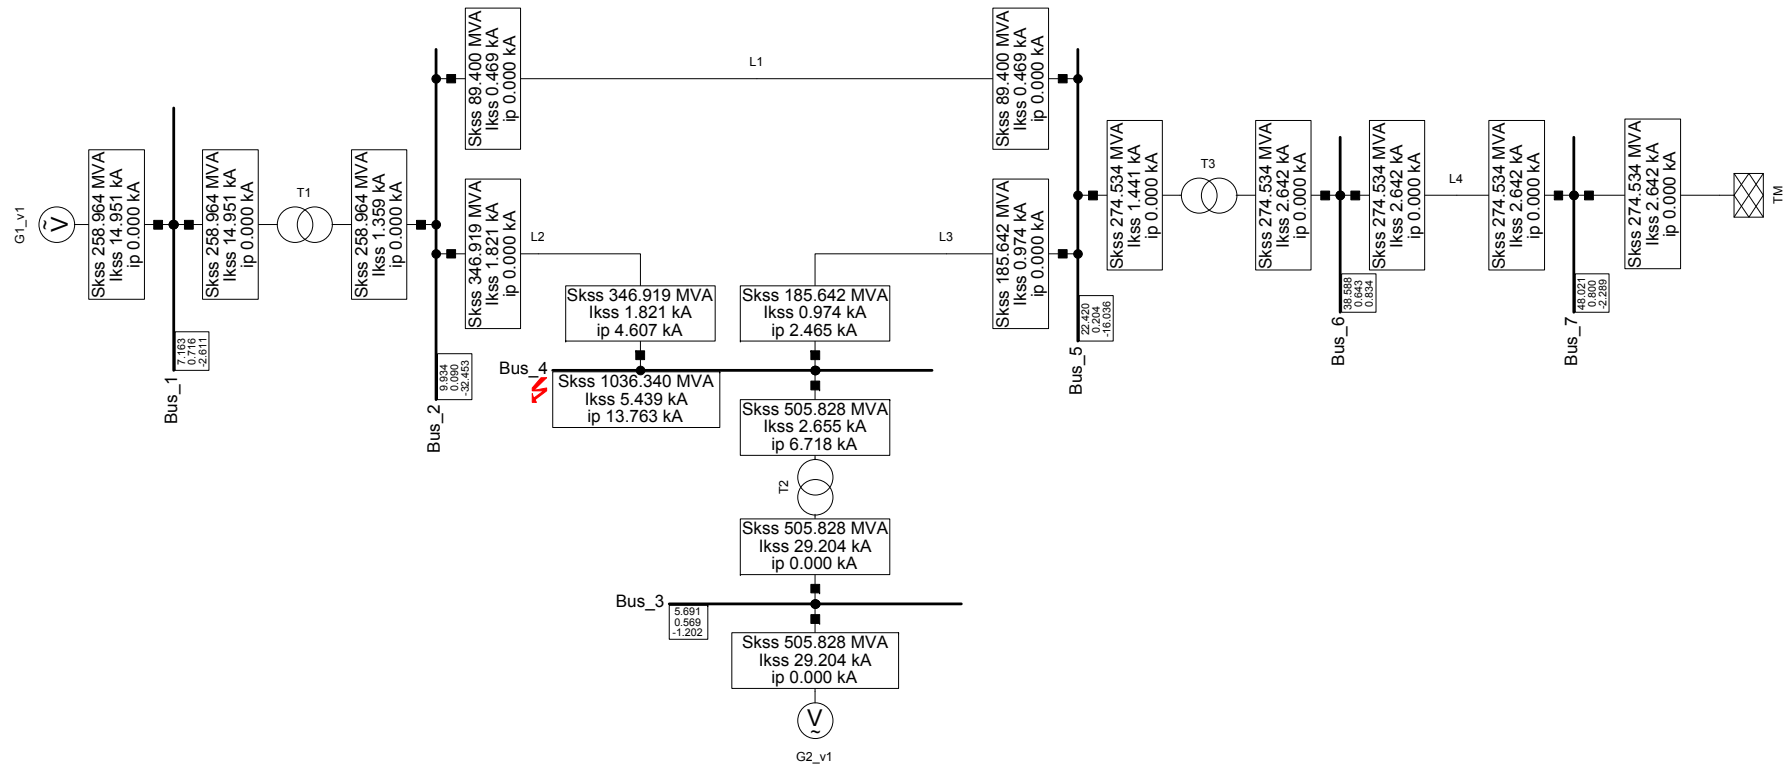 G1_v1
V
~
Skss 258.964 MVA
Ikss 14.951 kA
ip 0.000 kA
Bus_1
7.163
0.716
-2.611
Skss 258.964 MVA
Ikss 14.951 kA
ip 0.000 kA
T1
Skss 258.964 MVA
Ikss 1.359 kA
ip 0.000 kA
Bus_2
9.934
0.090
-32.453
Skss 89.400 MVA
Ikss 0.469 kA
ip 0.000 kA
L1
Skss 89.400 MVA
Ikss 0.469 kA
ip 0.000 kA
Skss 346.919 MVA
Ikss 1.821 kA
ip 0.000 kA
L2
Skss 346.919 MVA
Ikss 1.821 kA
ip 4.607 kA
L3
Skss 185.642 MVA
Ikss 0.974 kA
ip 2.465 kA
Skss 185.642 MVA
Ikss 0.974 kA
ip 0.000 kA
Bus_4
Skss 1036.340 MVA
Ikss 5.439 kA
ip 13.763 kA
Skss 505.828 MVA
Ikss 2.655 kA
ip 6.718 kA
T2
Skss 505.828 MVA
Ikss 29.204 kA
ip 0.000 kA
Bus_3
5.691
0.569
-1.202
Skss 505.828 MVA
Ikss 29.204 kA
ip 0.000 kA
V
~
G2_v1
Bus_5
22.420
0.204
-16.036
Skss 274.534 MVA
Ikss 1.441 kA
ip 0.000 kA
T3
Skss 274.534 MVA
Ikss 2.642 kA
ip 0.000 kA
Bus_6
38.588
0.643
0.834
Skss 274.534 MVA
Ikss 2.642 kA
ip 0.000 kA
L4
Skss 274.534 MVA
Ikss 2.642 kA
ip 0.000 kA
Bus_7
48.021
0.800
-2.289
Skss 274.534 MVA
Ikss 2.642 kA
ip 0.000 kA
TM